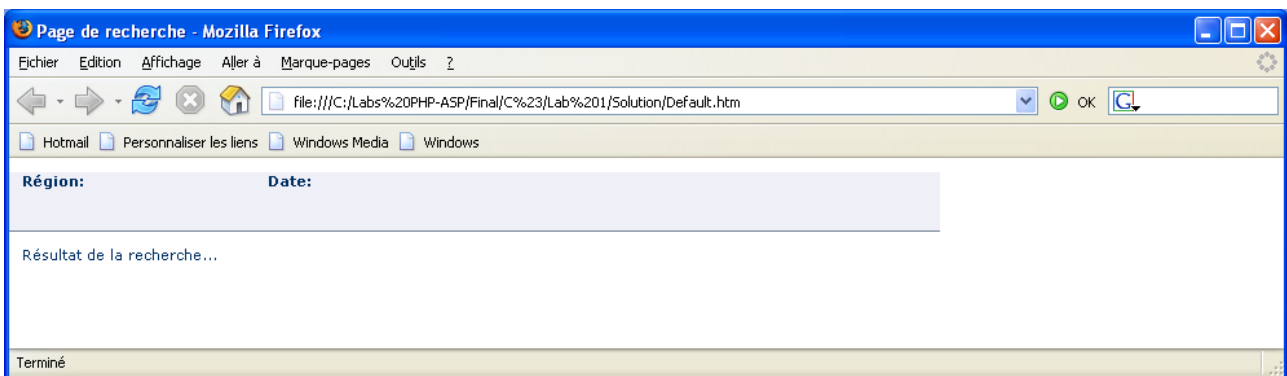 Page de recherche - Mozilla Firefox
Fichier Edition Affichage Aller à Marque-pages Outils ?
file:///C:/Labs%20PHP-ASP/Final/C%23/Lab%201/Solution/Default.htm OK G
Hotmail Personnaliser les liens Windows Media Windows
Région: Date:
Résultat de la recherche...
Terminé